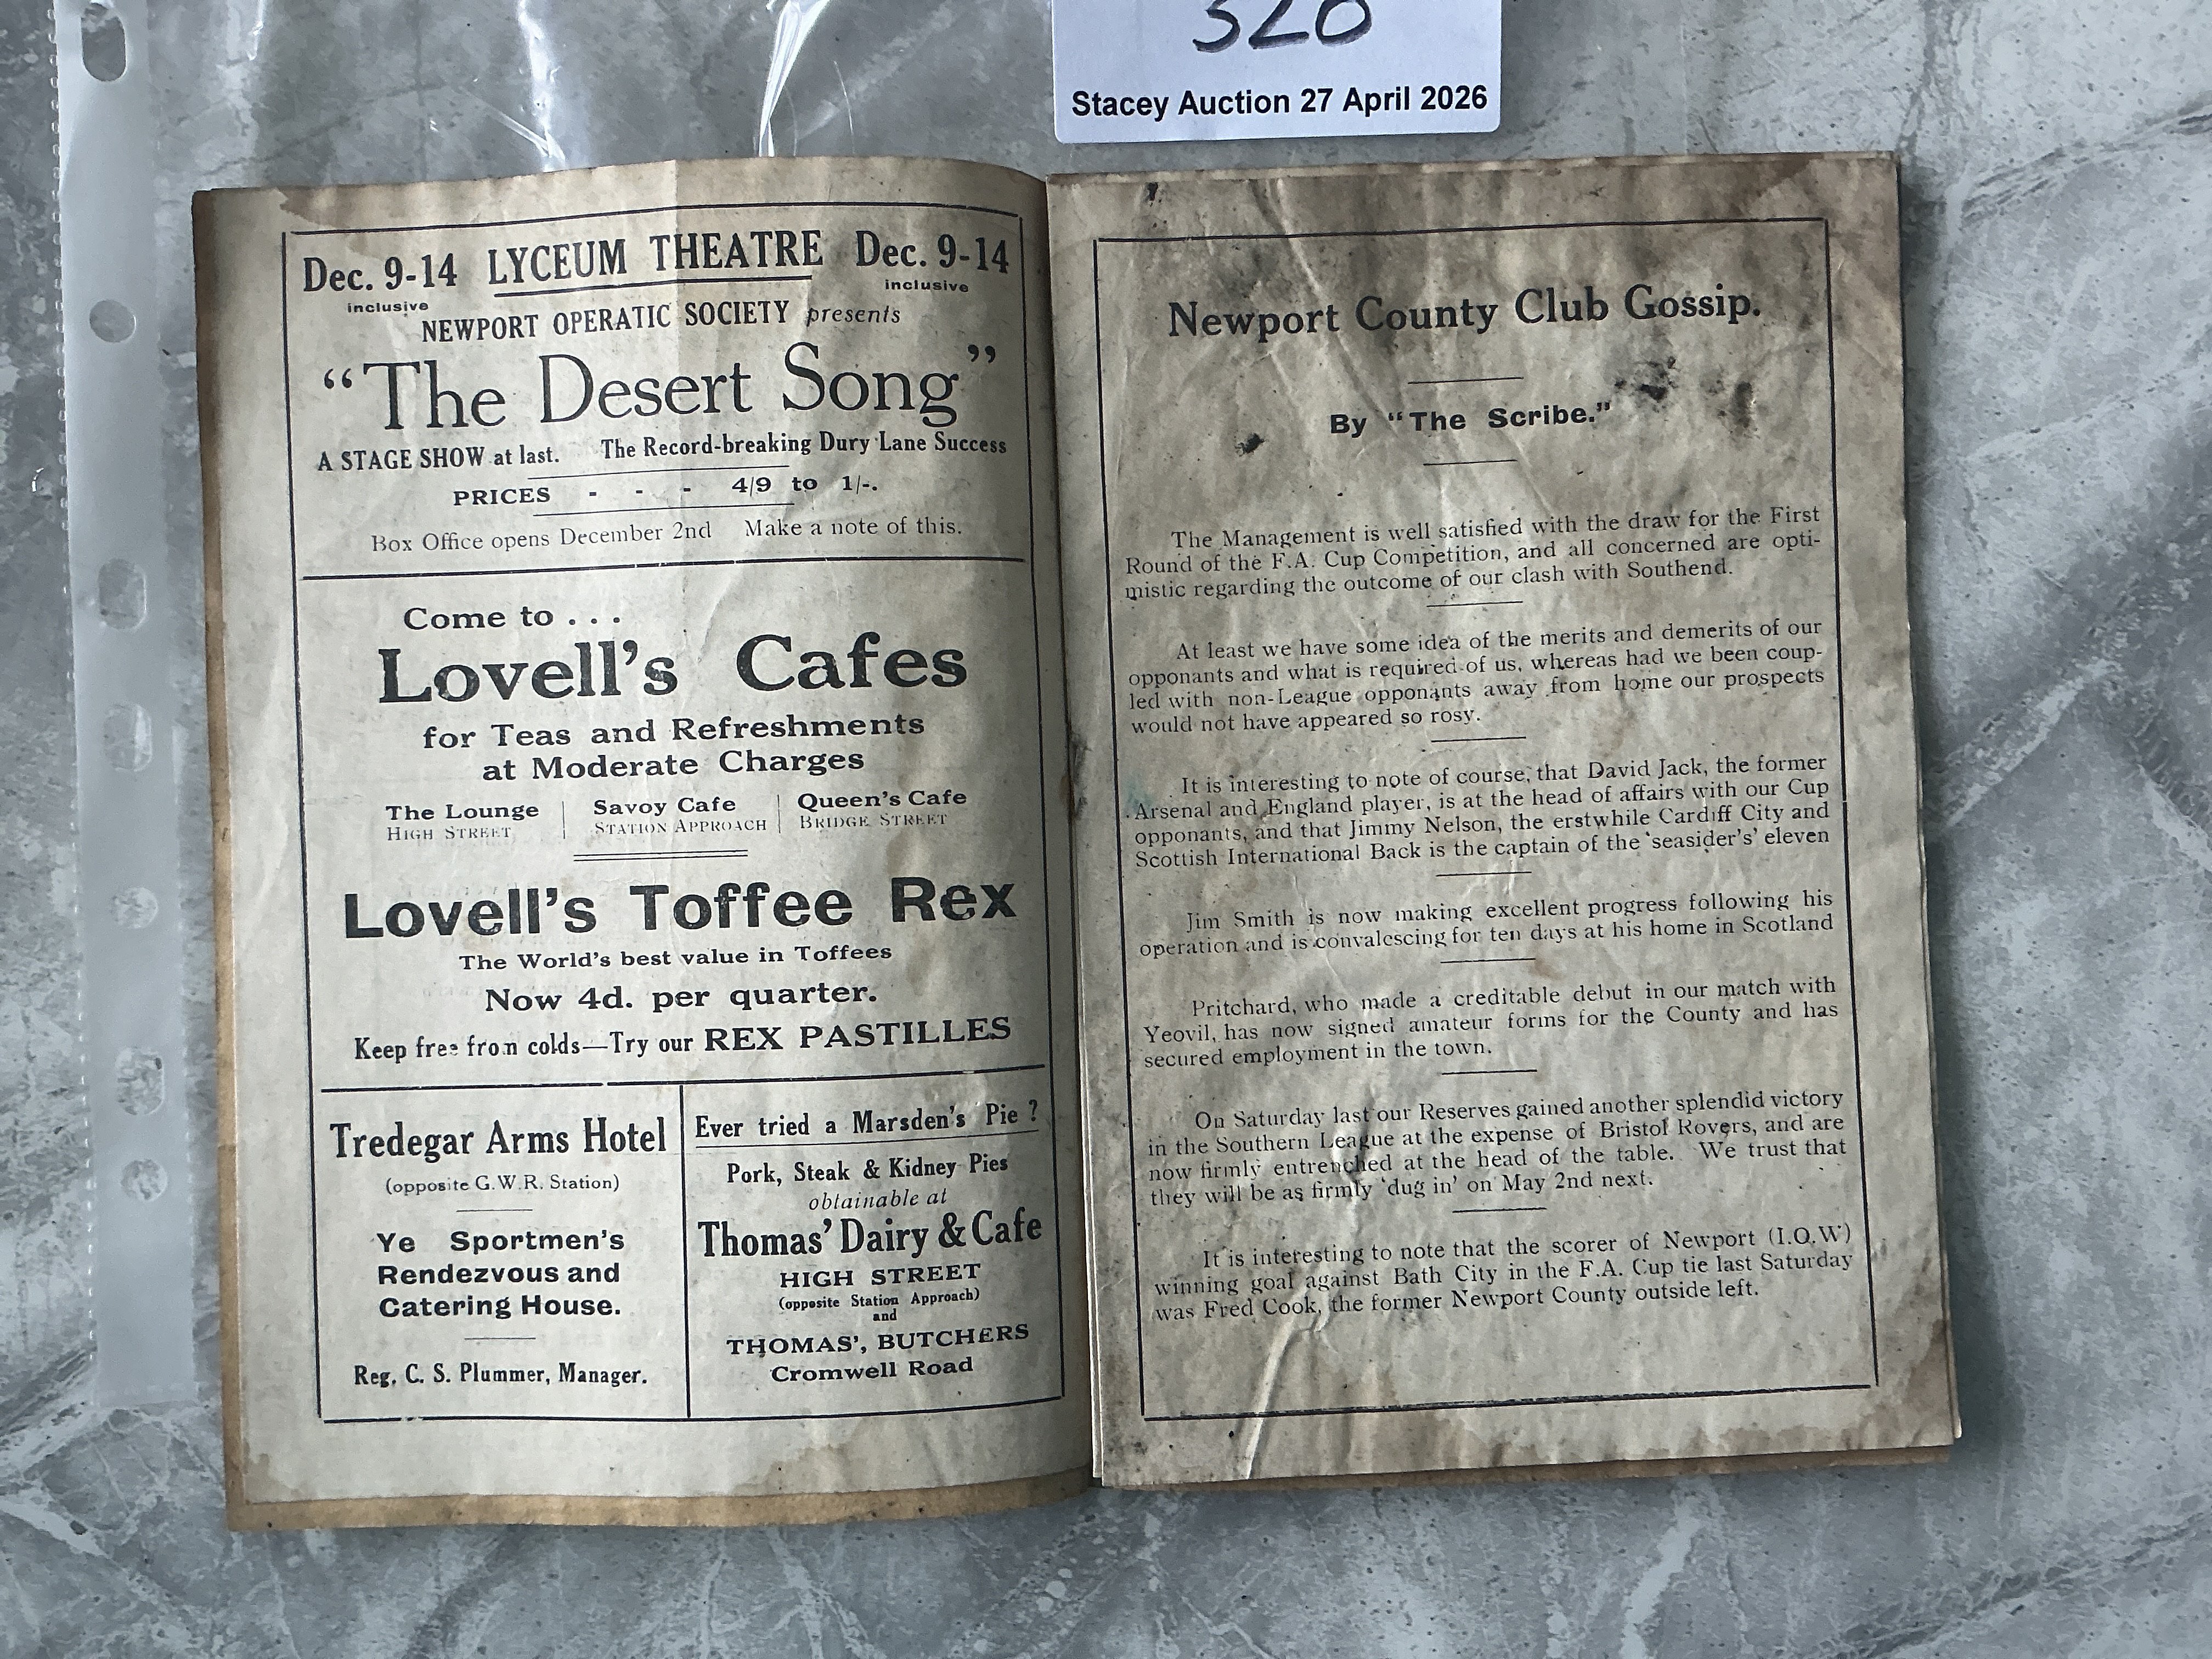 320
Stacey Auction 27 April 2026
Dec. 9-14 LYCEUM THEATRE Dec. 9-14
inclusive inclusive
NEWPORT OPERATIC SOCIETY presents
“The Desert Song”
A STAGE SHOW at last. The Record-breaking Dury Lane Success
PRICES - - - 4/9 to 1/-.
Box Office opens December 2nd Make a note of this.
Come to . . .
Lovell's Cafes
for Teas and Refreshments
at Moderate Charges
The Lounge Savoy Cafe Queen's Cafe
HIGH STREET STATION APPROACH BRIDGE STREET
Lovell's Toffee Rex
The World's best value in Toffees
Now 4d. per quarter.
Keep free from colds—Try our REX PASTILLES
Tredegar Arms Hotel
(opposite G.W.R. Station)
Ye Sportmen's
Rendezvous and
Catering House.
Reg. C. S. Plummer, Manager.
Ever tried a Marsden's Pie ?
Pork, Steak & Kidney Pies
obtainable at
Thomas' Dairy & Cafe
HIGH STREET
(opposite Station Approach)
and
THOMAS', BUTCHERS
Cromwell Road
Newport County Club Gossip.
By “The Scribe.”
The Management is well satisfied with the draw for the First
Round of the F.A. Cup Competition, and all concerned are opti-
mistic regarding the outcome of our clash with Southend.
At least we have some idea of the merits and demerits of our
opponants and what is required of us, whereas had we been coup-
led with non-League opponants away from home our prospects
would not have appeared so rosy.
It is interesting to note of course, that David Jack, the former
Arsenal and England player, is at the head of affairs with our Cup
opponants, and that Jimmy Nelson, the erstwhile Cardiff City and
Scottish International Back is the captain of the 'seasider's' eleven
Jim Smith is now making excellent progress following his
operation and is convalescing for ten days at his home in Scotland
Pritchard, who made a creditable debut in our match with
Yeovil, has now signed amateur forms for the County and has
secured employment in the town.
On Saturday last our Reserves gained another splendid victory
in the Southern League at the expense of Bristol Rovers, and are
now firmly entrenched at the head of the table. We trust that
they will be as firmly 'dug in' on May 2nd next.
It is interesting to note that the scorer of Newport (I.O.W)
winning goal against Bath City in the F.A. Cup tie last Saturday
was Fred Cook, the former Newport County outside left.